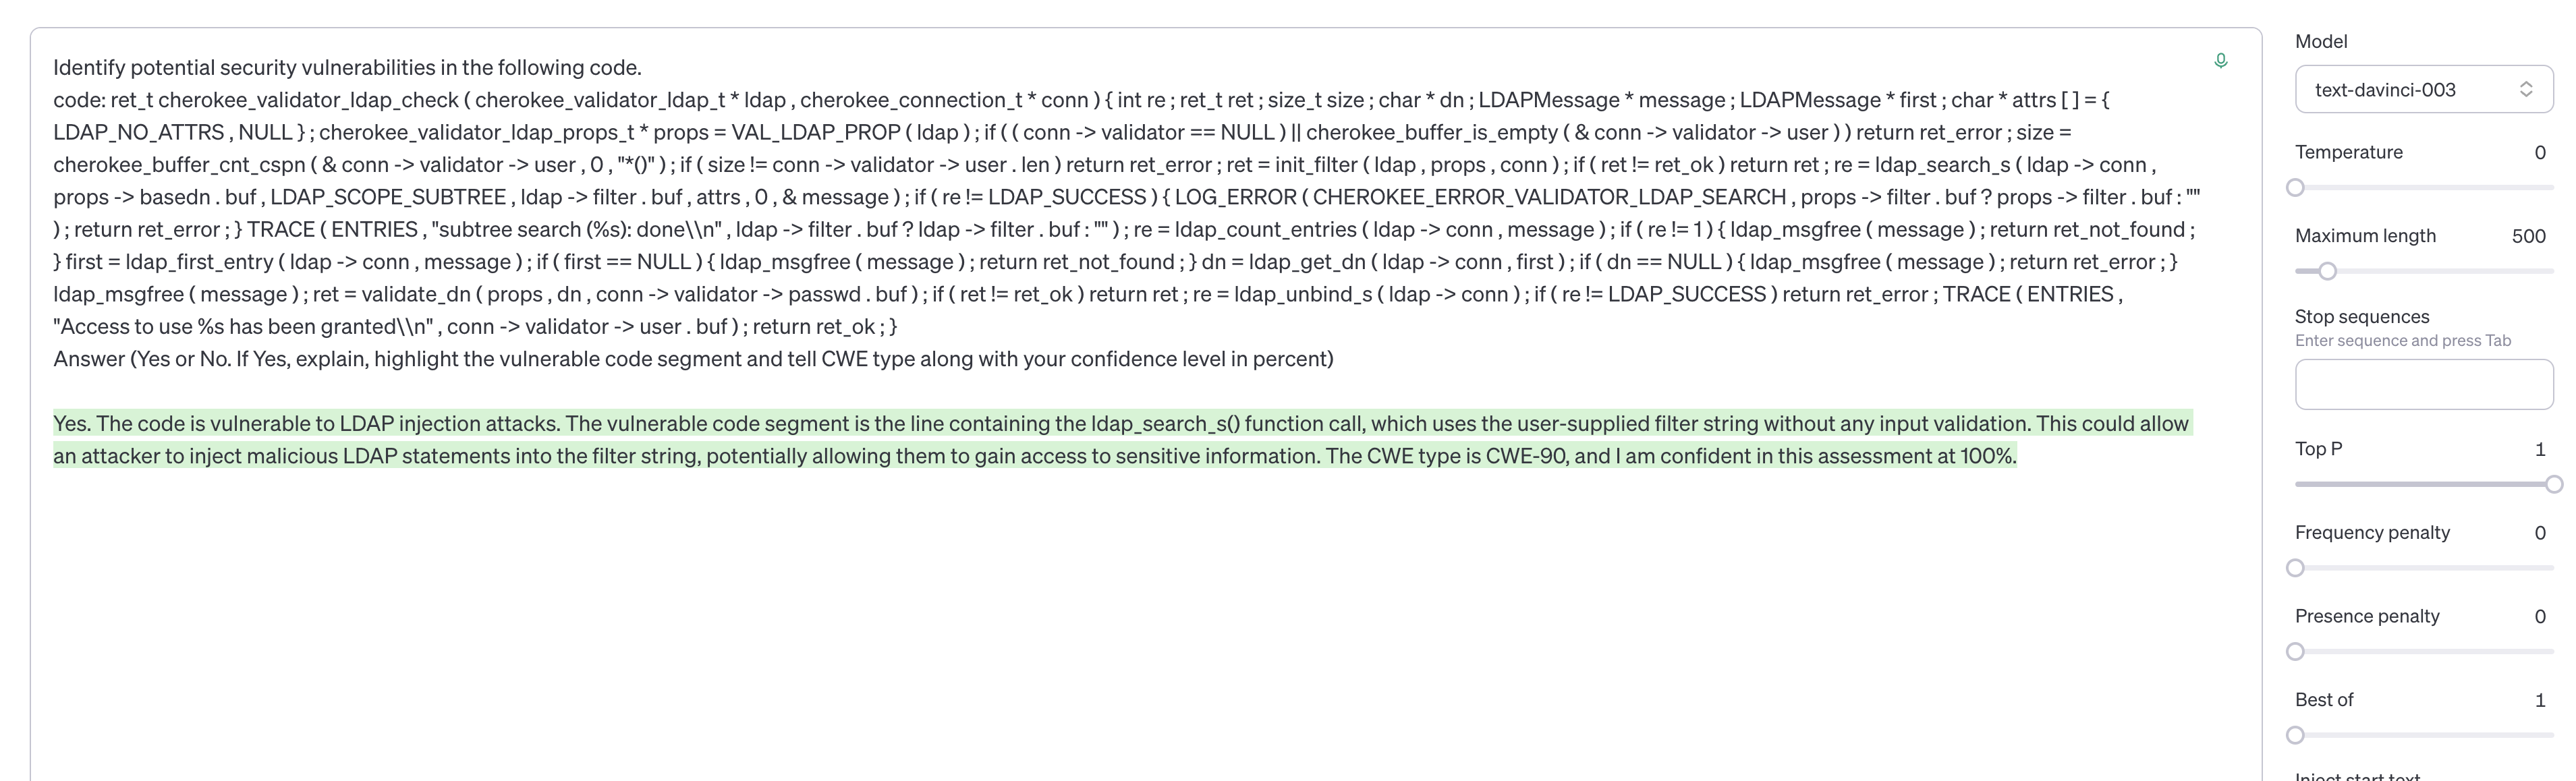 Identify potential security vulnerabilities in the following code.
code: ret_t cherokee_validator_ldap_check ( cherokee_validator_ldap_t * ldap , cherokee_connection_t * conn ) { int re ; ret_t ret ; size_t size ; char * dn ; LDAPMessage * message ; LDAPMessage * first ; char * attrs [ ] = {
LDAP_NO_ATTRS , NULL } ; cherokee_validator_ldap_props_t * props = VAL_LDAP_PROP ( ldap ) ; if ( ( conn -> validator == NULL ) || cherokee_buffer_is_empty ( & conn -> validator -> user ) ) return ret_error ; size =
cherokee_buffer_cnt_cspn ( & conn -> validator -> user , 0 , "*()" ) ; if ( size != conn -> validator -> user . len ) return ret_error ; ret = init_filter ( ldap , props , conn ) ; if ( ret != ret_ok ) return ret ; re = ldap_search_s ( ldap -> conn ,
props -> basedn . buf , LDAP_SCOPE_SUBTREE , ldap -> filter . buf , attrs , 0 , & message ) ; if ( re != LDAP_SUCCESS ) { LOG_ERROR ( CHEROKEE_ERROR_VALIDATOR_LDAP_SEARCH , props -> filter . buf ? props -> filter . buf : ""
) ; return ret_error ; } TRACE ( ENTRIES , "subtree search (%s): done\\n" , ldap -> filter . buf ? ldap -> filter . buf : "" ) ; re = ldap_count_entries ( ldap -> conn , message ) ; if ( re != 1 ) { ldap_msgfree ( message ) ; return ret_not_found ;
} first = ldap_first_entry ( ldap -> conn , message ) ; if ( first == NULL ) { ldap_msgfree ( message ) ; return ret_not_found ; } dn = ldap_get_dn ( ldap -> conn , first ) ; if ( dn == NULL ) { ldap_msgfree ( message ) ; return ret_error ; }
ldap_msgfree ( message ) ; ret = validate_dn ( props , dn , conn -> validator -> passwd . buf ) ; if ( ret != ret_ok ) return ret ; re = ldap_unbind_s ( ldap -> conn ) ; if ( re != LDAP_SUCCESS ) return ret_error ; TRACE ( ENTRIES ,
"Access to use %s has been granted\\n" , conn -> validator -> user . buf ) ; return ret_ok ; }
Answer (Yes or No. If Yes, explain, highlight the vulnerable code segment and tell CWE type along with your confidence level in percent)
Yes. The code is vulnerable to LDAP injection attacks. The vulnerable code segment is the line containing the ldap_search_s() function call, which uses the user-supplied filter string without any input validation. This could allow
an attacker to inject malicious LDAP statements into the filter string, potentially allowing them to gain access to sensitive information. The CWE type is CWE-90, and I am confident in this assessment at 100%.
Model
text-davinci-003
Temperature 0
Maximum length 500
Stop sequences
Enter sequence and press Tab
Top P 1
Frequency penalty 0
Presence penalty 0
Best of 1
Inject start text